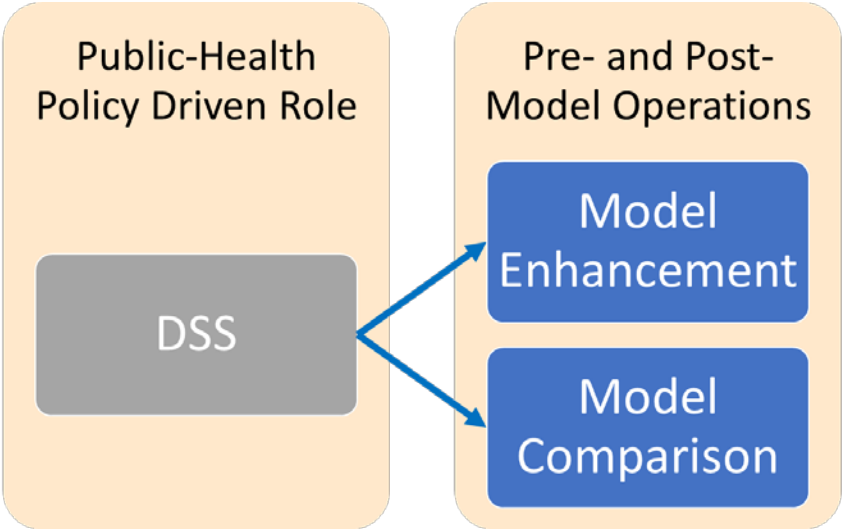 Public-Health
Policy Driven Role
DSS
Pre- and Post-
Model Operations
Model
Enhancement
Model
Comparison